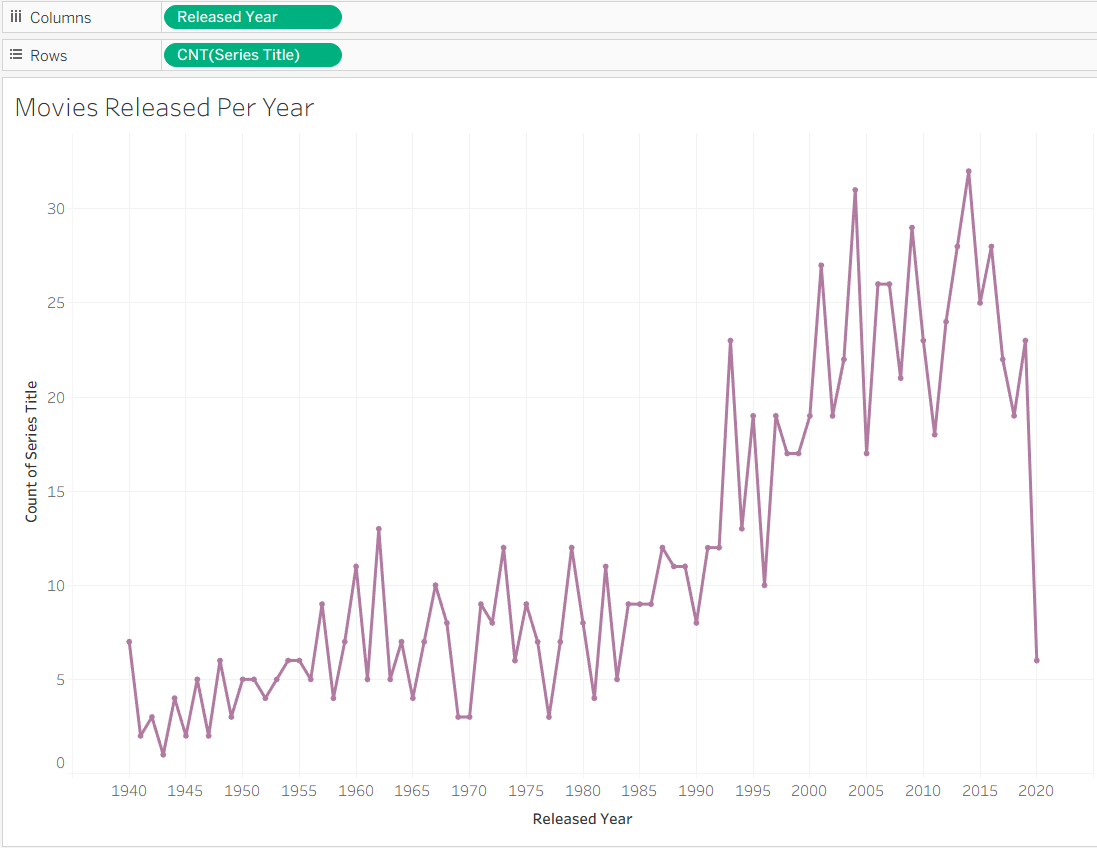 Columns
Released Year
Rows
CNT(Series Title)
Movies Released Per Year
30
25
20
15
10
5
0
Count of Series Title
1940 1945 1950 1955 1960 1965 1970 1975 1980 1985 1990 1995 2000 2005 2010 2015 2020
Released Year